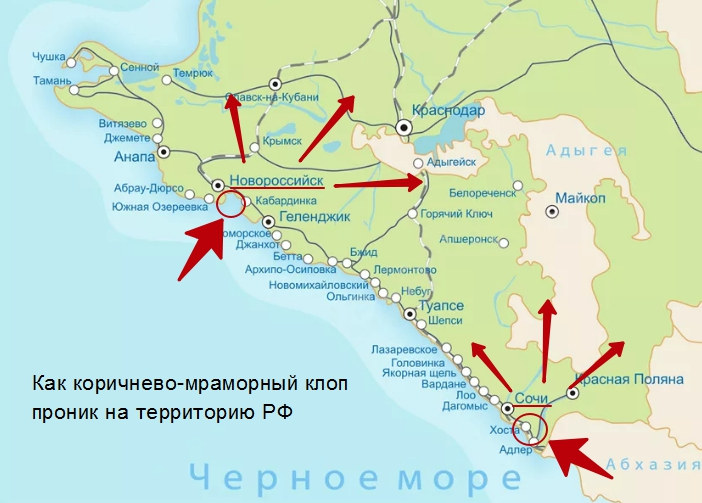 Чушка
Сенной
Темрюк
Тамань
Славск-на-Кубани
Краснодар
Витязево
Джемете
Крымск
Анапа
Адыгейск
Адыгея
Новороссийск
Абрау-Дюрсо
Белореченск
Майкоп
Южная Озереевка
Кабардинка
Геленджик
Горячий Ключ
Джанхот
Апшеронск
Бетта
Бжид
Архипо-Осиповка
Лермонтово
Новомихайловский
Небуг
Ольгинка
Туапсе
Шепси
Лазаревское
Головинка
Якорная щель
Вардане
Красная Поляна
Лоо
Дагомыс
Сочи
Хоста
Адлер
Как коричнево-мраморный клоп
проник на территорию РФ
Абхазия
Черное море